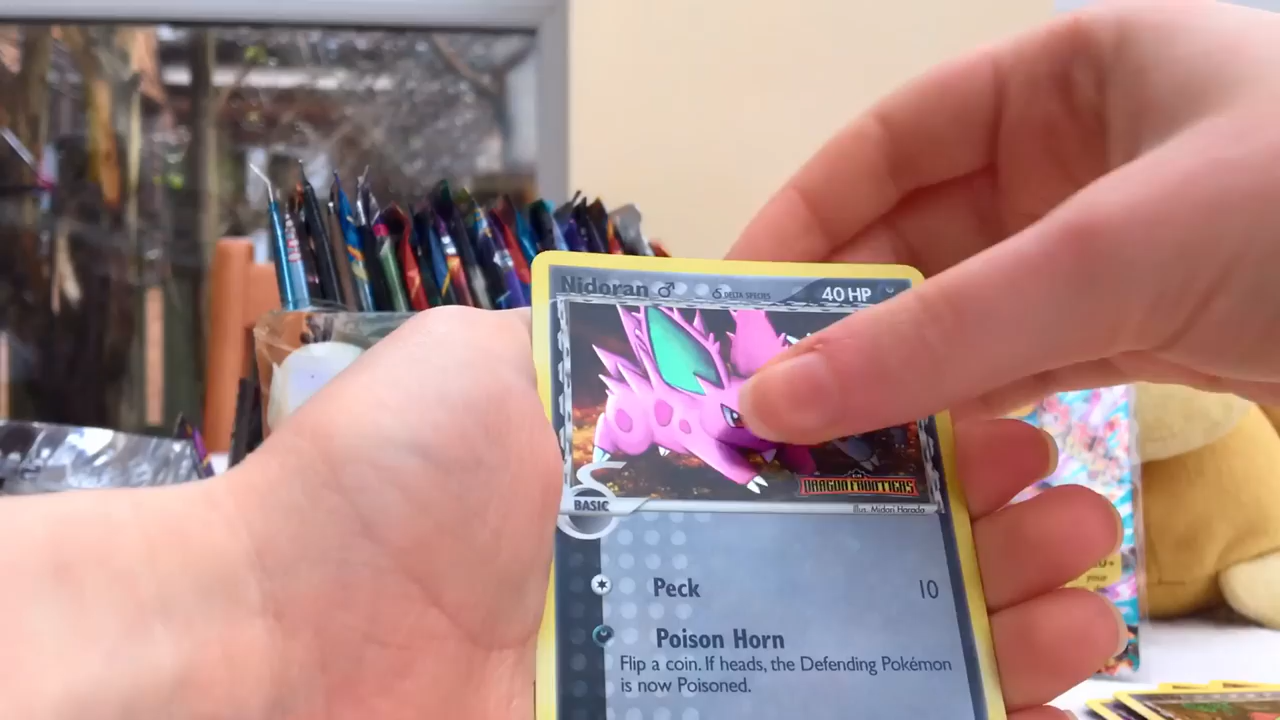 Nidoran ♂ δ DELTA SPECIES 40 HP
DRAGON FRONTIERS
BASIC
Illus. Midori Harada
Peck 10
Poison Horn
Flip a coin. If heads, the Defending Pokémon
is now Poisoned.
your